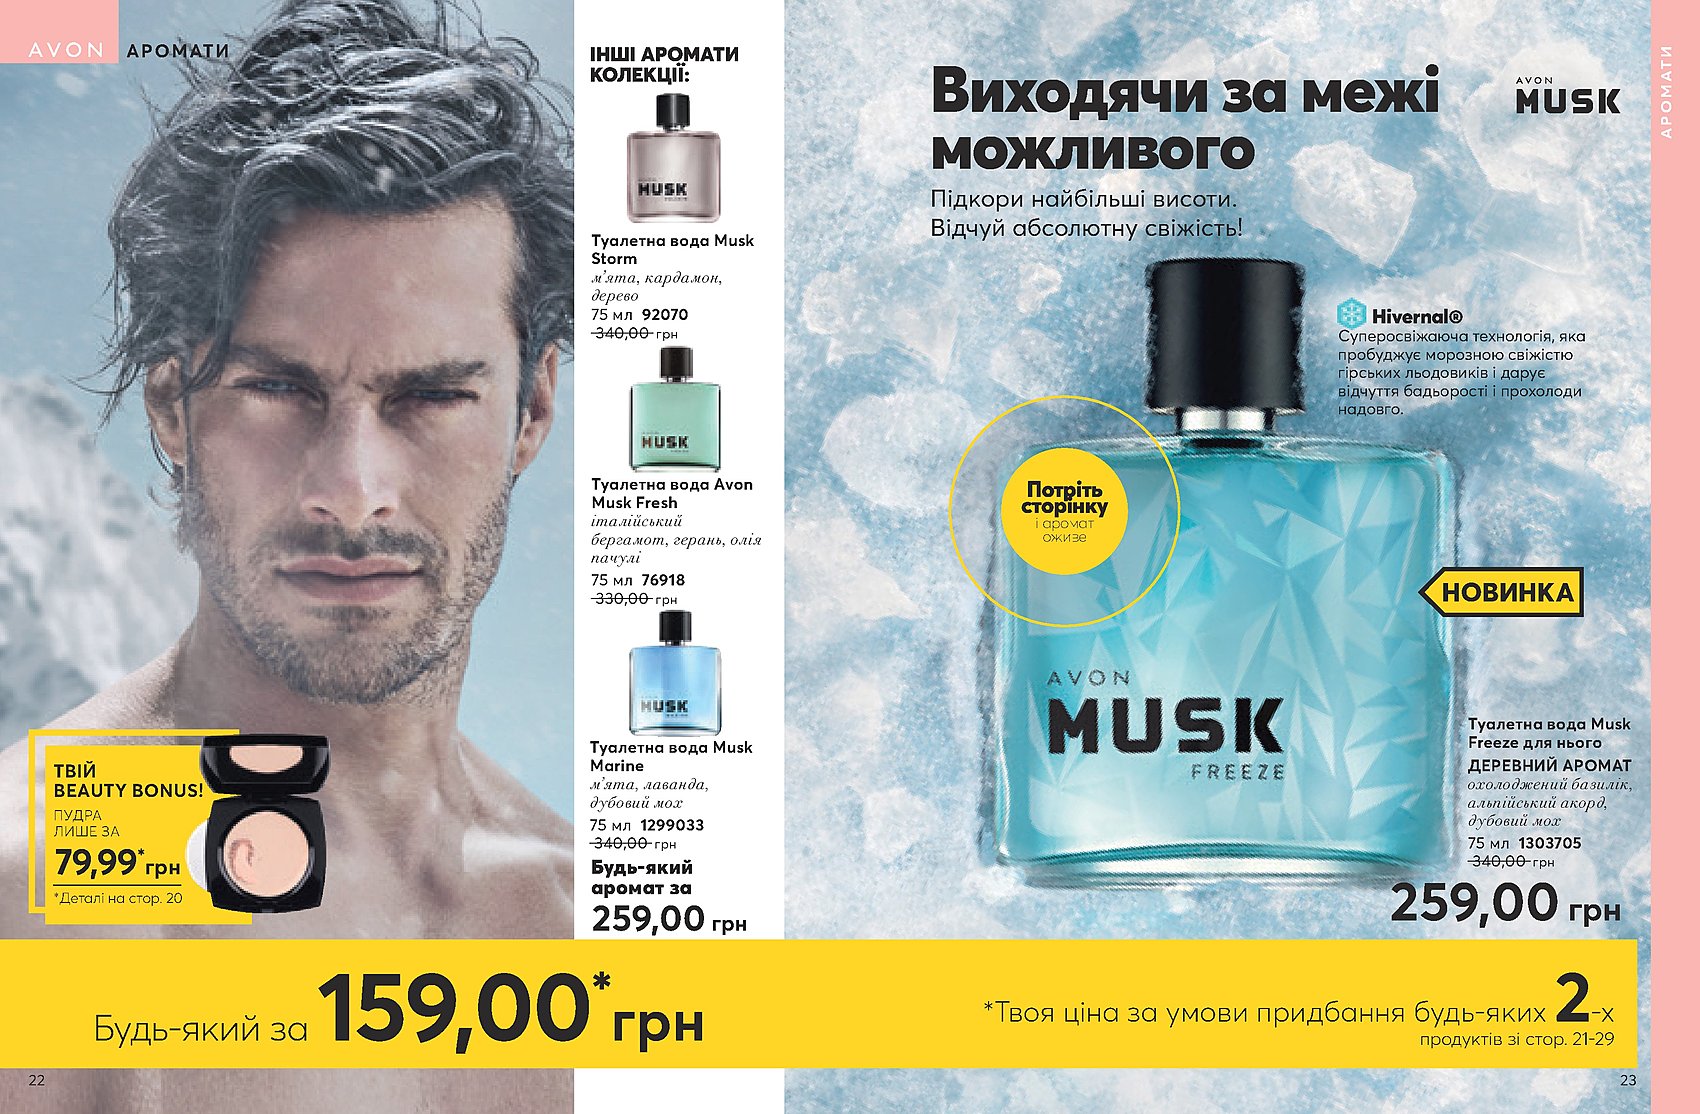 AVON АРОМАТИ
ІНШІ АРОМАТИ
КОЛЕКЦІЇ:
MUSK
Туалетна вода Musk
Storm
м'ята, кардамон,
дерево
75 мл 92070
340,00 грн
MUSK
Туалетна вода Avon
Musk Fresh
італійський
бергамот, герань, олія
пачулі
75 мл 76918
330,00 грн
MUSK
Туалетна вода Musk
Marine
м'ята, лаванда,
дубовий мох
75 мл 1299033
340,00 грн
Будь-який
аромат за
259,00 грн
ТВІЙ
BEAUTY BONUS!
ПУДРА
ЛИШЕ ЗА
79,99* грн
*Деталі на стор. 20
Виходячи за межі
можливого
Підкори найбільші висоти.
Відчуй абсолютну свіжість!
AVON
MUSK
АРОМАТИ
Hivernal®
Суперосвіжаюча технологія, яка
пробуджує морозною свіжістю
гірських льодовиків і дарує
відчуття бадьорості і прохолоди
надовго.
Потріть
сторінку
і аромат
оживе
НОВИНКА
AVON
MUSK
FREEZE
Туалетна вода Musk
Freeze для нього
ДЕРЕВНИЙ АРОМАТ
охолоджений базилік,
альпійський акорд,
дубовий мох
75 мл 1303705
340,00 грн
259,00 грн
Будь-який за 159,00* грн
*Твоя ціна за умови придбання будь-яких 2-х
продуктів зі стор. 21-29
22
23